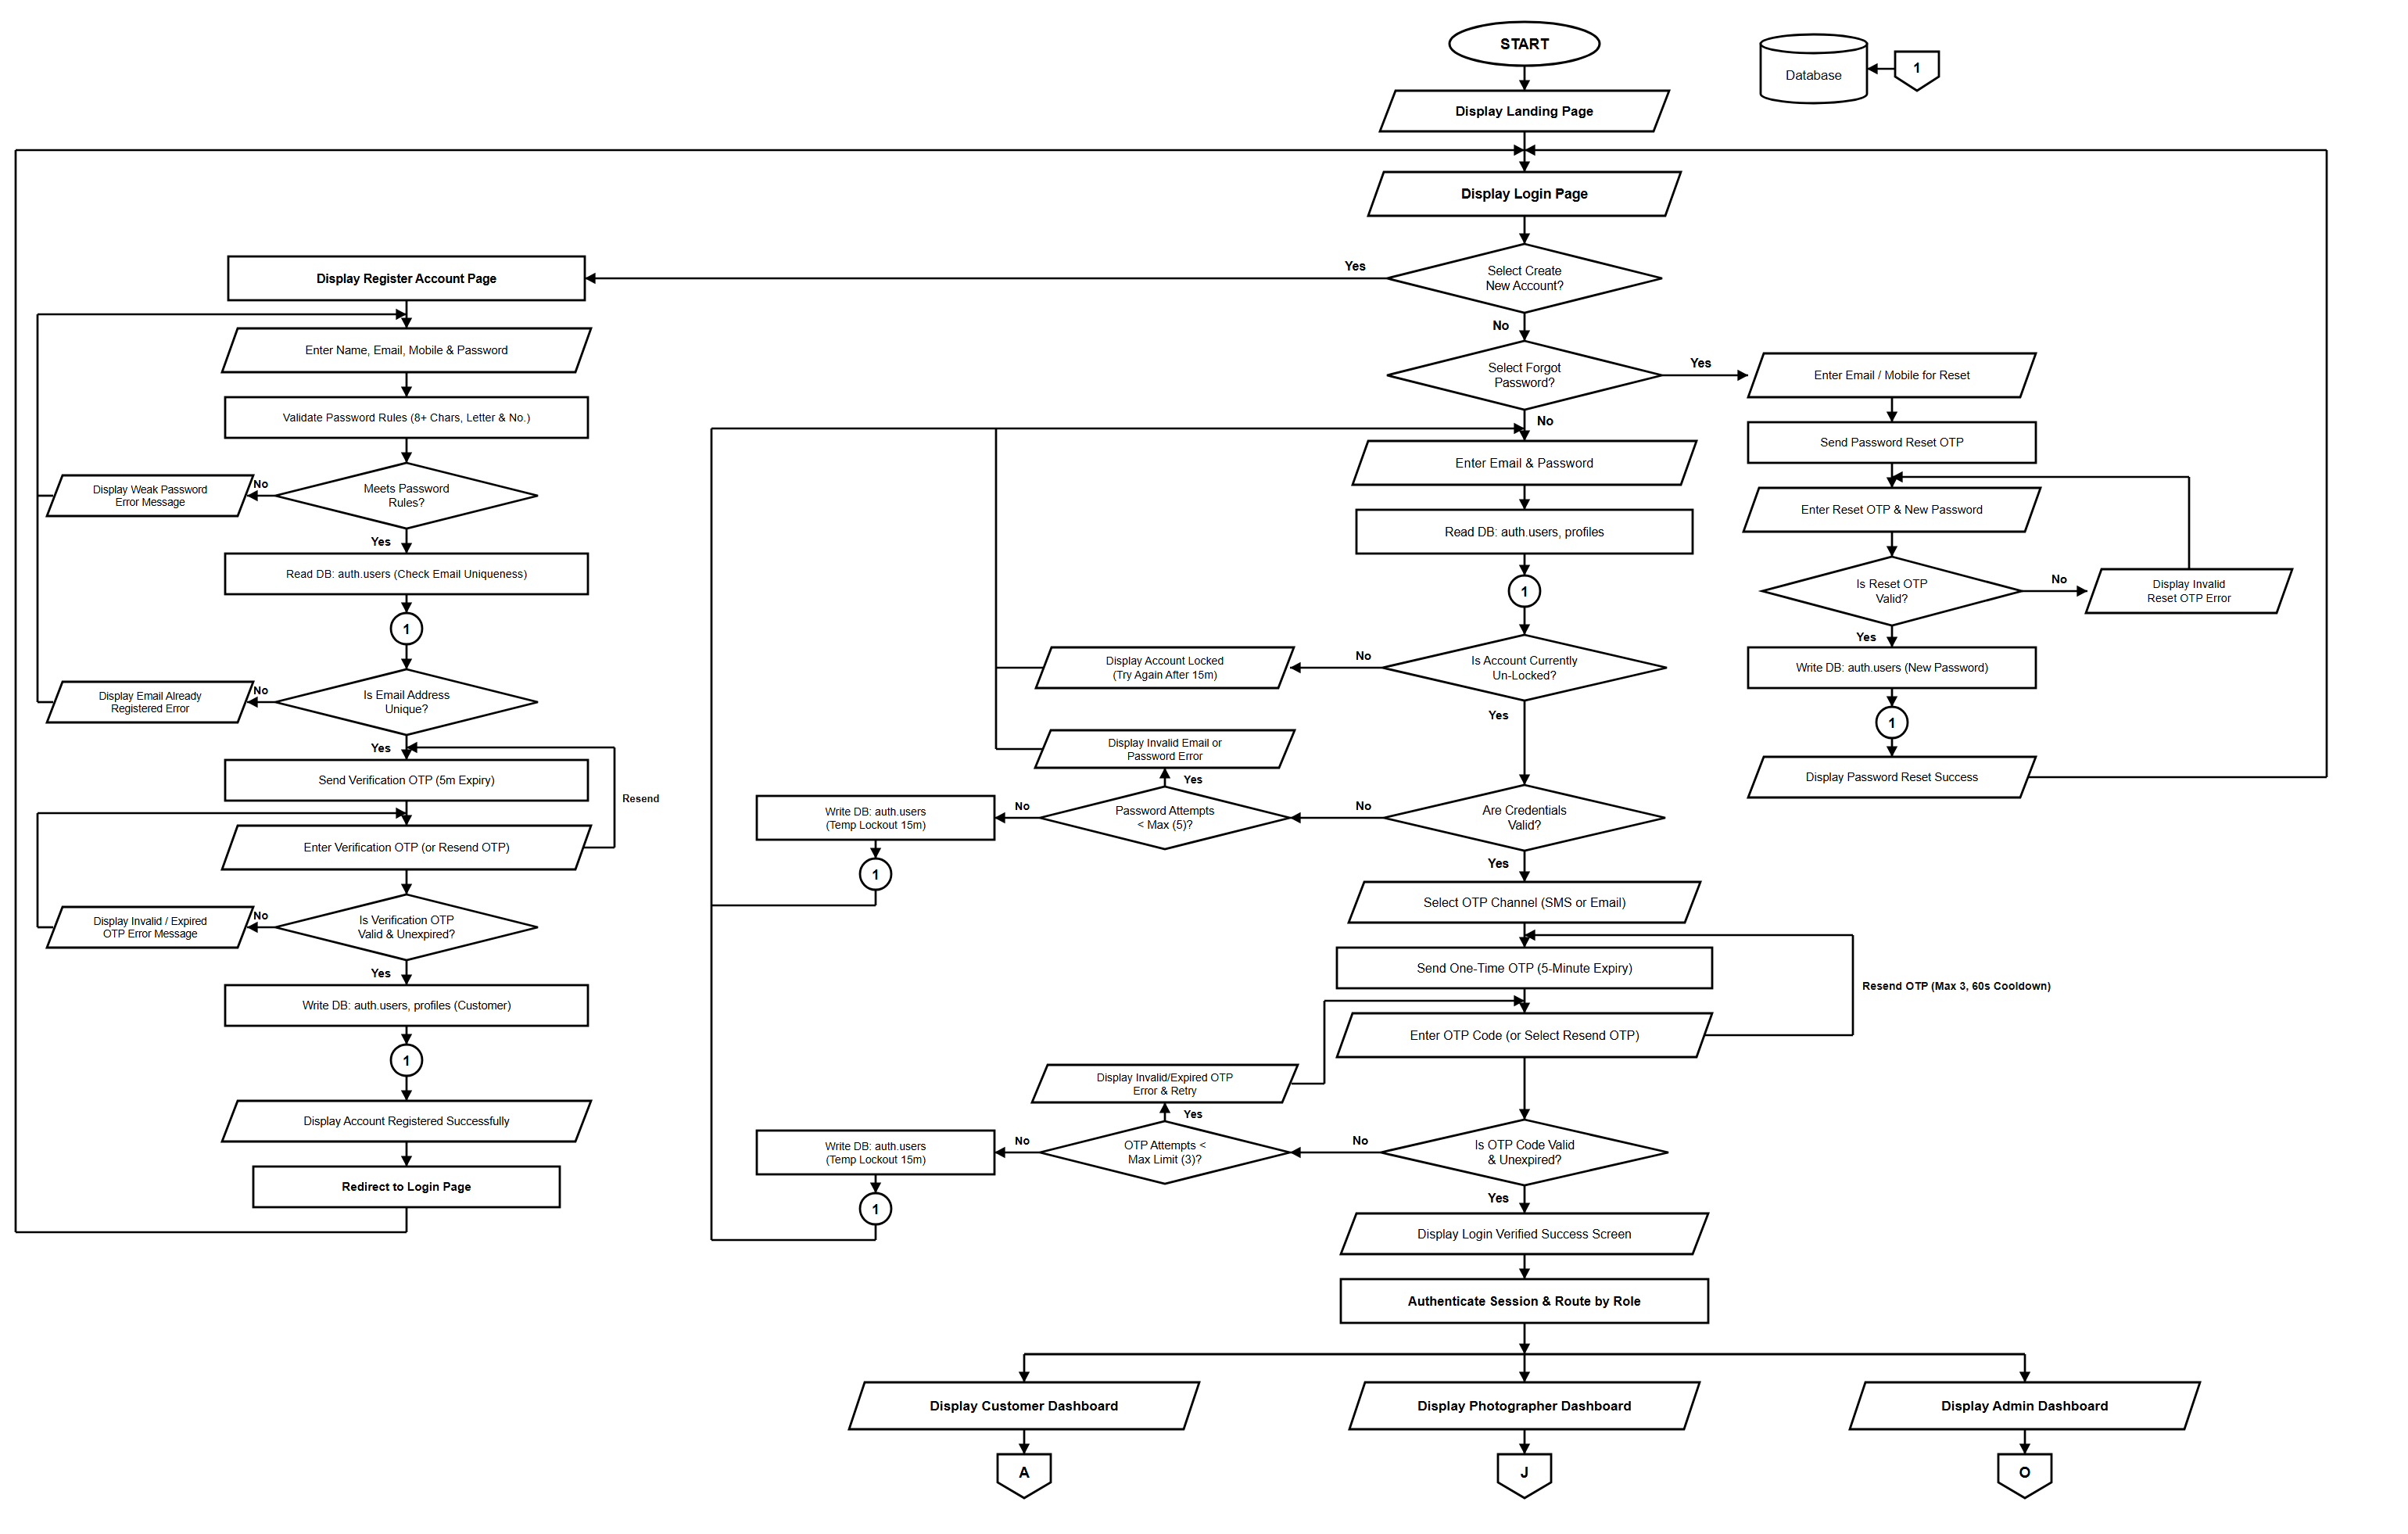 START
Database
1
Display Landing Page
Display Login Page
Select Create
New Account?
Yes
No
Display Register Account Page
Enter Name, Email, Mobile & Password
Validate Password Rules (8+ Chars, Letter & No.)
Meets Password
Rules?
No
Display Weak Password
Error Message
Yes
Read DB: auth.users (Check Email Uniqueness)
1
Is Email Address
Unique?
No
Display Email Already
Registered Error
Yes
Send Verification OTP (5m Expiry)
Resend
Enter Verification OTP (or Resend OTP)
Is Verification OTP
Valid & Unexpired?
No
Display Invalid / Expired
OTP Error Message
Yes
Write DB: auth.users, profiles (Customer)
1
Display Account Registered Successfully
Redirect to Login Page
Select Forgot
Password?
Yes
No
Enter Email & Password
Read DB: auth.users, profiles
1
Is Account Currently
Un-Locked?
No
Display Account Locked
(Try Again After 15m)
Yes
Are Credentials
Valid?
No
Password Attempts
< Max (5)?
Yes
Display Invalid Email or
Password Error
No
Write DB: auth.users
(Temp Lockout 15m)
1
Yes
Select OTP Channel (SMS or Email)
Send One-Time OTP (5-Minute Expiry)
Resend OTP (Max 3, 60s Cooldown)
Enter OTP Code (or Select Resend OTP)
Is OTP Code Valid
& Unexpired?
No
OTP Attempts <
Max Limit (3)?
Yes
Display Invalid/Expired OTP
Error & Retry
No
Write DB: auth.users
(Temp Lockout 15m)
1
Yes
Display Login Verified Success Screen
Authenticate Session & Route by Role
Enter Email / Mobile for Reset
Send Password Reset OTP
Enter Reset OTP & New Password
Is Reset OTP
Valid?
No
Display Invalid
Reset OTP Error
Yes
Write DB: auth.users (New Password)
1
Display Password Reset Success
Display Customer Dashboard
Display Photographer Dashboard
Display Admin Dashboard
A
J
O